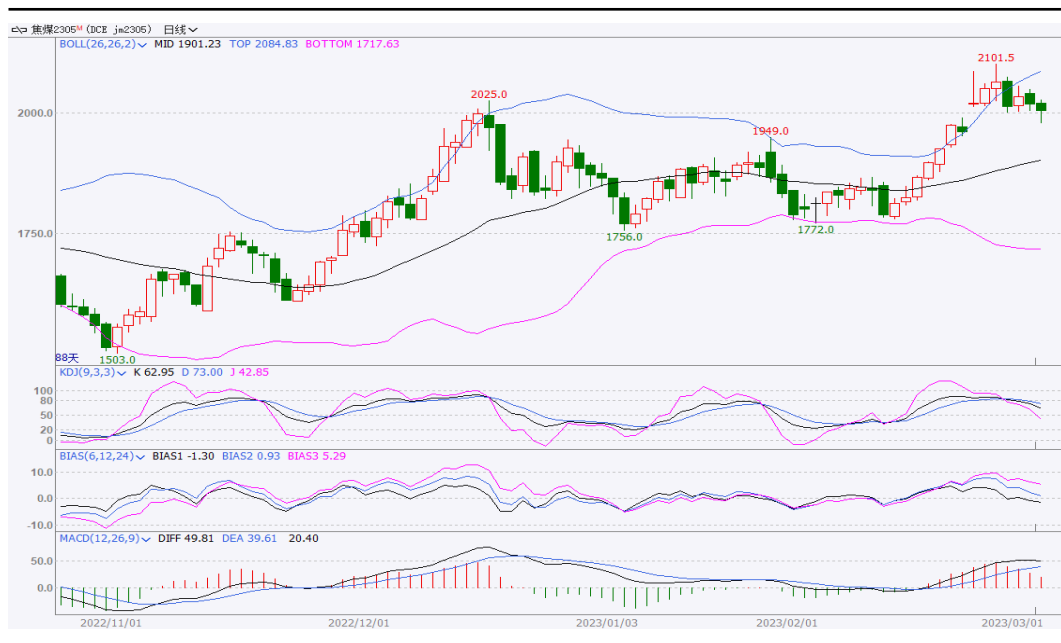 焦煤2305M (DCE jm2305) 日线
BOLL(26,26,2) MID 1901.23 TOP 2084.83 BOTTOM 1717.63
2101.5
2025.0
2000.0
1949.0
1756.0
1772.0
1750.0
88天
1503.0
KDJ(9,3,3) K 62.95 D 73.00 J 42.85
100
80
50
20
0
BIAS(6,12,24) BIAS1 -1.30 BIAS2 0.93 BIAS3 5.29
10.0
0.0
-10.0
MACD(12,26,9) DIFF 49.81 DEA 39.61 20.40
50.0
0.0
2022/11/01 2022/12/01 2023/01/03 2023/02/01 2023/03/01